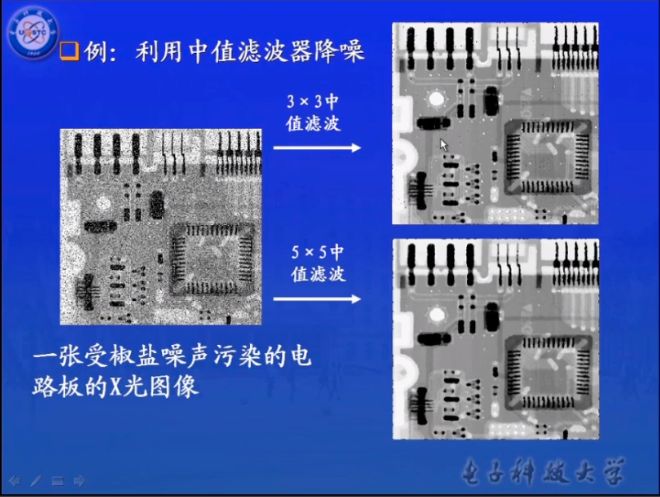 例：利用中值滤波器降噪
3×3中
值滤波
5×5中
值滤波
一张受椒盐噪声污染的电
路板的X光图像
电子科技大学